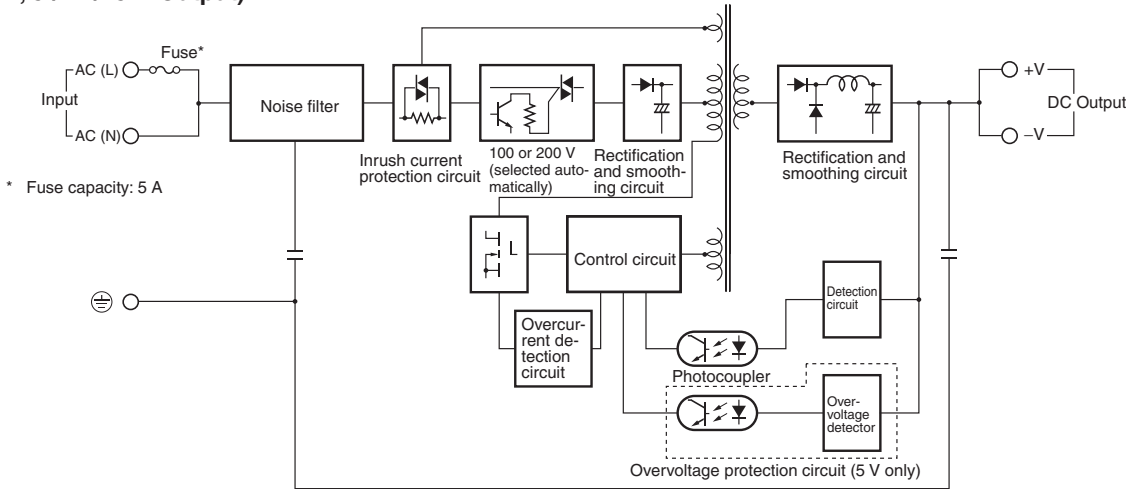 Fuse*
AC (L)
Input
AC (N)
* Fuse capacity: 5 A
Noise filter
Inrush current
protection circuit
100 or 200 V
(selected auto-
matically)
Rectification
and smooth-
ing circuit
Rectification and
smoothing circuit
+V
DC Output
–V
L
Control circuit
Overcur-
rent de-
tection
circuit
Detection
circuit
Photocoupler
Over-
voltage
detector
Overvoltage protection circuit (5 V only)